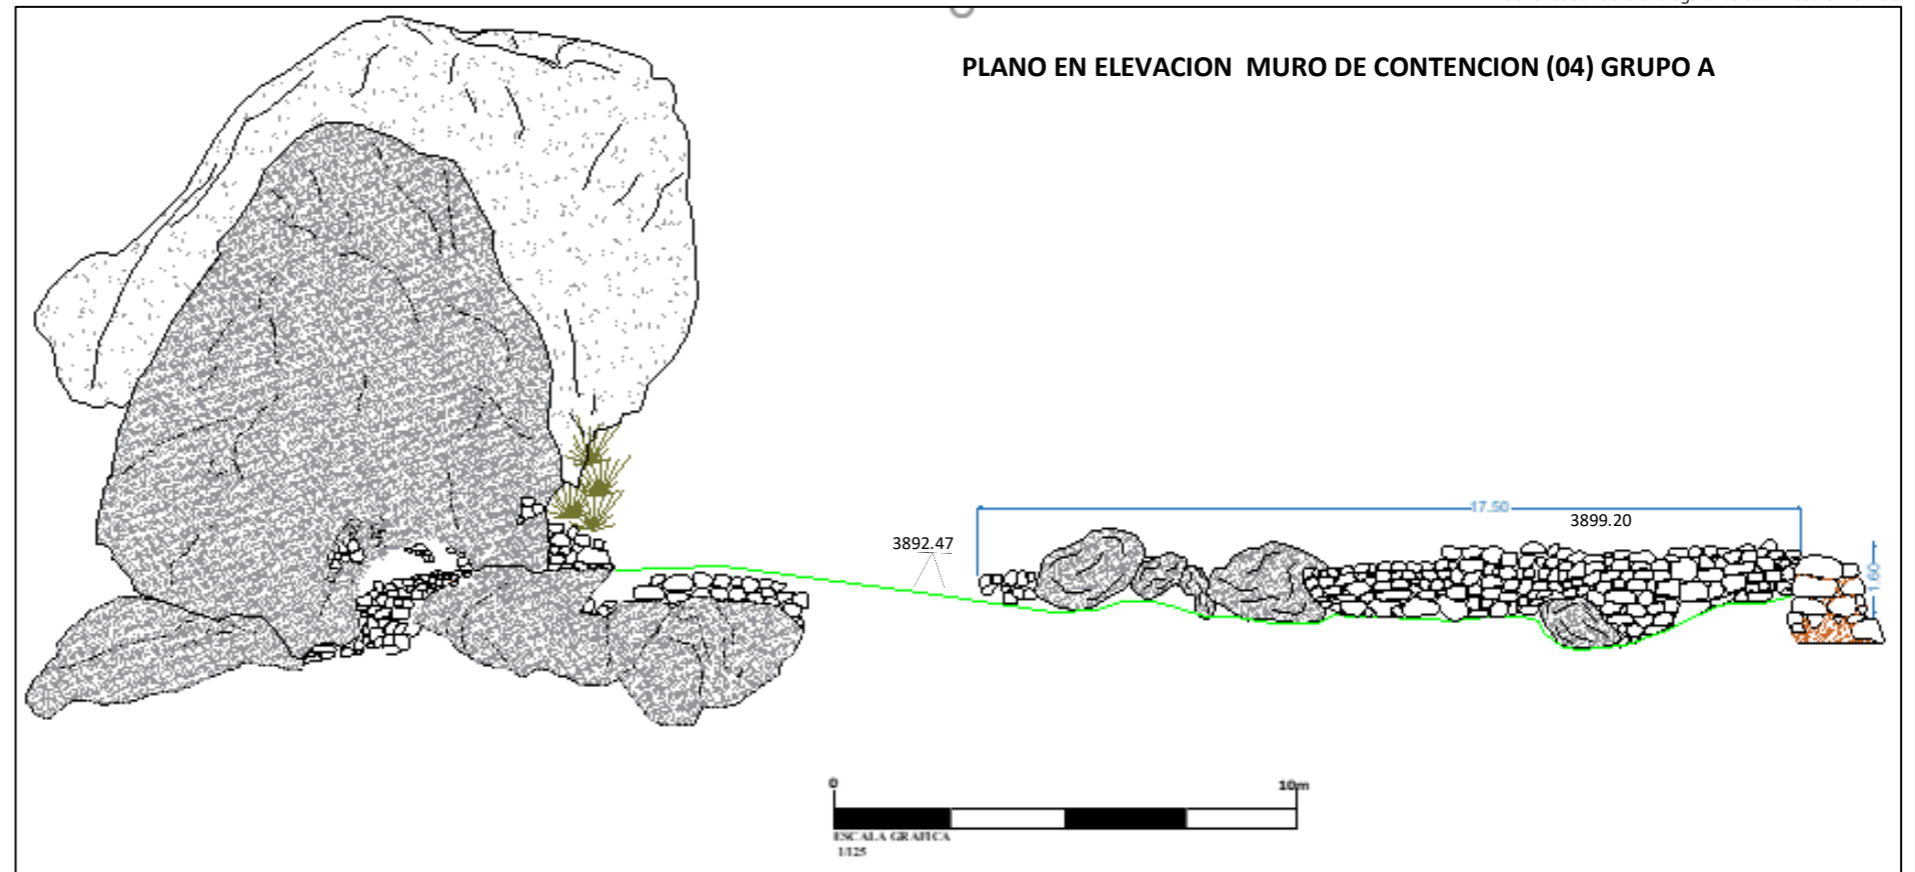 PLANO EN ELEVACION MURO DE CONTENCION (04) GRUPO A
17.50
3899.20
3892.47
1.60
0 10m
ESCALA GRAFICA
1/125